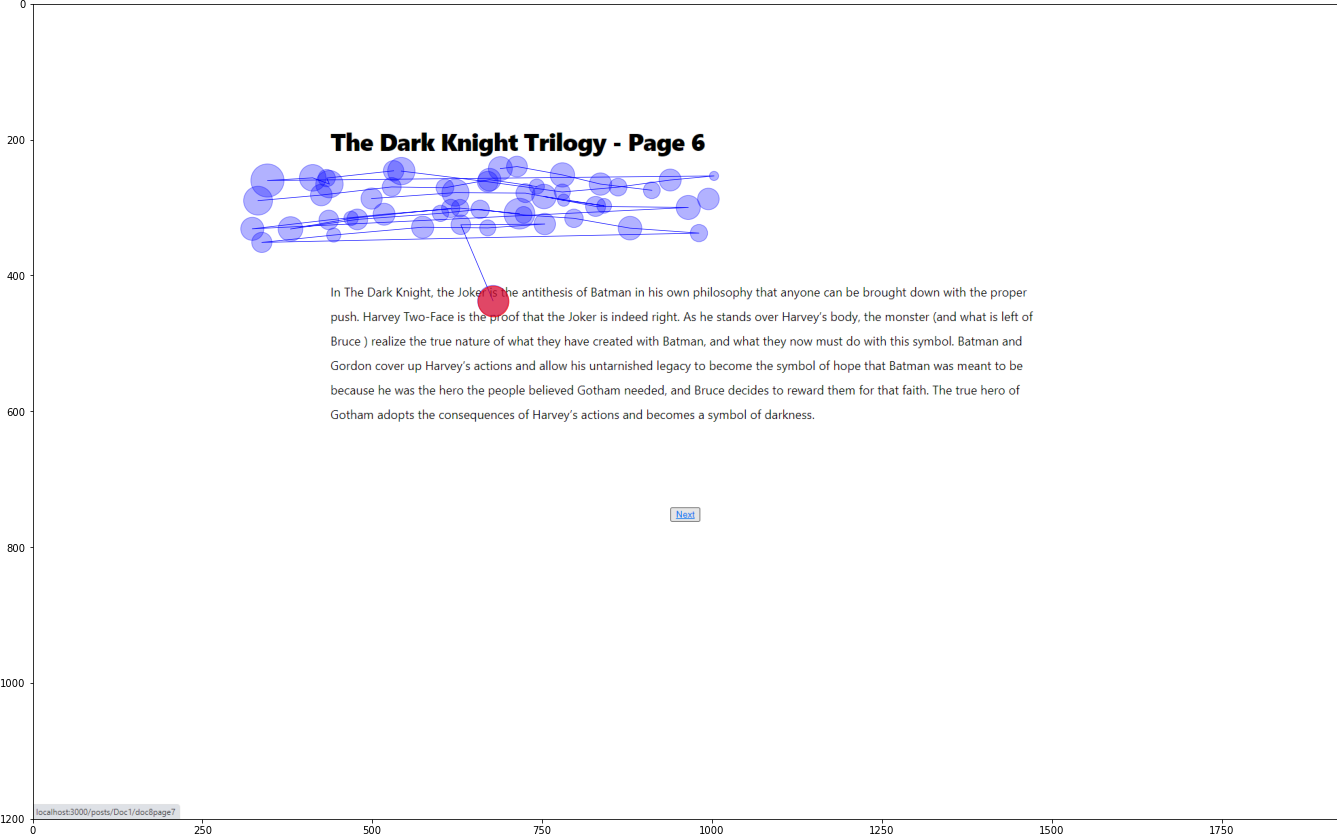 0
200
The Dark Knight Trilogy - Page 6
400
In The Dark Knight, the Joker is the antithesis of Batman in his own philosophy that anyone can be brought down with the proper
push. Harvey Two-Face is the proof that the Joker is indeed right. As he stands over Harvey's body, the monster (and what is left of
Bruce ) realize the true nature of what they have created with Batman, and what they now must do with this symbol. Batman and
Gordon cover up Harvey's actions and allow his untarnished legacy to become the symbol of hope that Batman was meant to be
because he was the hero the people believed Gotham needed, and Bruce decides to reward them for that faith. The true hero of
600
Gotham adopts the consequences of Harvey's actions and becomes a symbol of darkness.
Next
800
1000
localhost:3000/posts/Doc1/doc8page7
1200
0 250 500 750 1000 1250 1500 1750